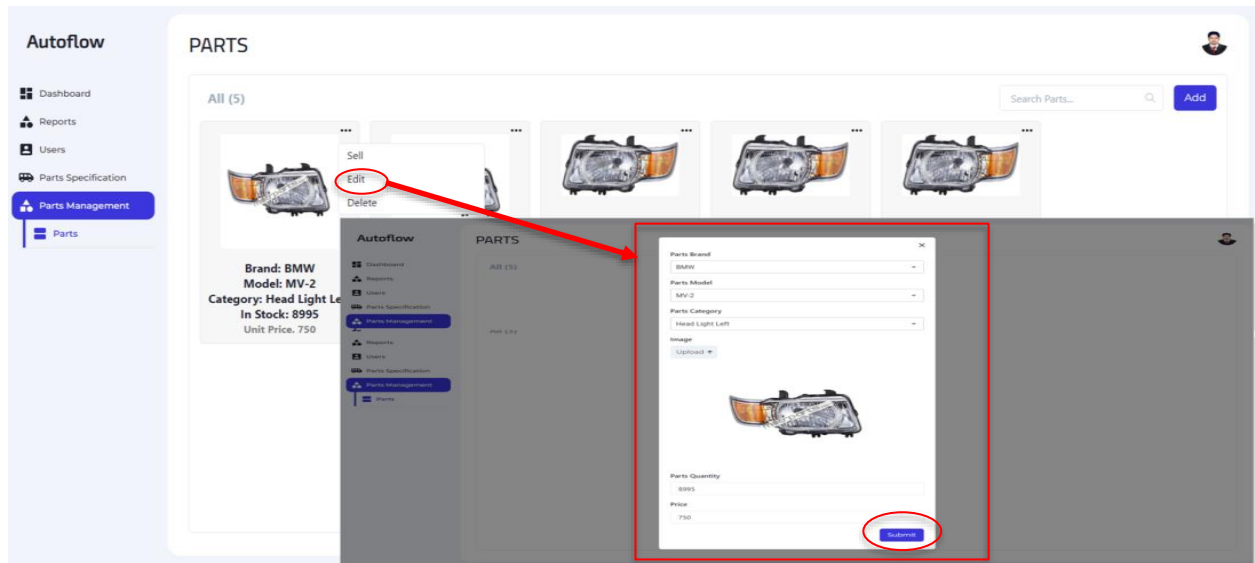 Autoflow
PARTS
Dashboard
Reports
Users
Parts Specification
Parts Management
Parts
All (5)
Search Parts...
Add
Sell
Edit
Delete
Brand: BMW
Model: MV-2
Category: Head Light Le
In Stock: 8995
Unit Price. 750
Autoflow
PARTS
Dashboard
Reports
Users
Parts Specification
Parts Management
Reports
Users
Parts Specification
Parts Management
Parts
All (5)
Parts Brand
BMW
Parts Model
MV-2
Parts Category
Head Light Left
Image
Upload
Parts Quantity
8995
Price
750
Submit